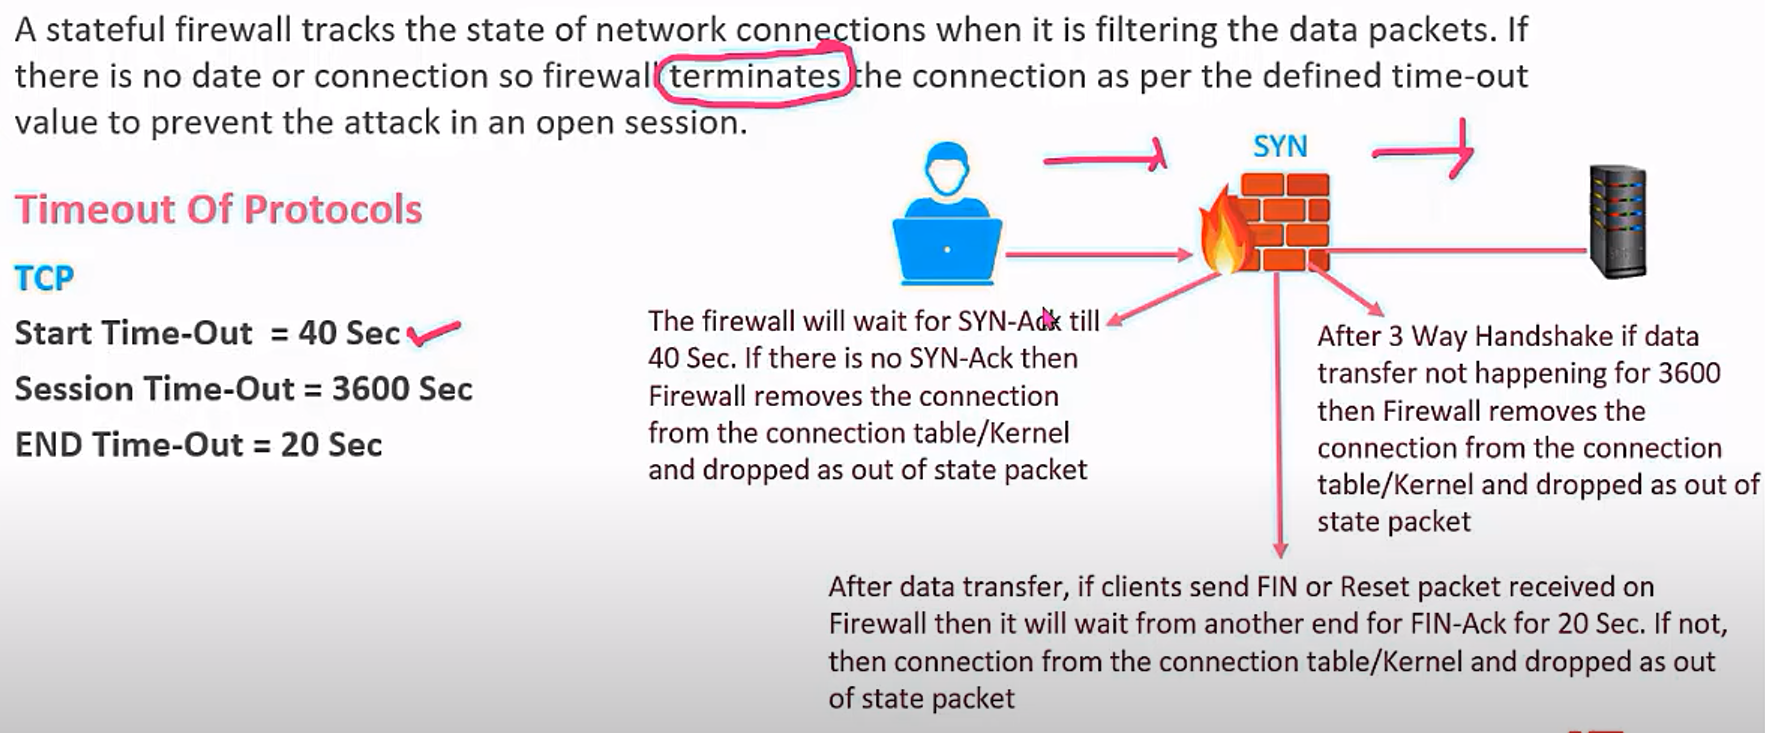 A stateful firewall tracks the state of network connections when it is filtering the data packets. If
there is no date or connection so firewall terminates the connection as per the defined time-out
value to prevent the attack in an open session.
SYN
Timeout Of Protocols
TCP
Start Time-Out = 40 Sec
Session Time-Out = 3600 Sec
END Time-Out = 20 Sec
The firewall will wait for SYN-Ack till
40 Sec. If there is no SYN-Ack then
Firewall removes the connection
from the connection table/Kernel
and dropped as out of state packet
After 3 Way Handshake if data
transfer not happening for 3600
then Firewall removes the
connection from the connection
table/Kernel and dropped as out of
state packet
After data transfer, if clients send FIN or Reset packet received on
Firewall then it will wait from another end for FIN-Ack for 20 Sec. If not,
then connection from the connection table/Kernel and dropped as out
of state packet